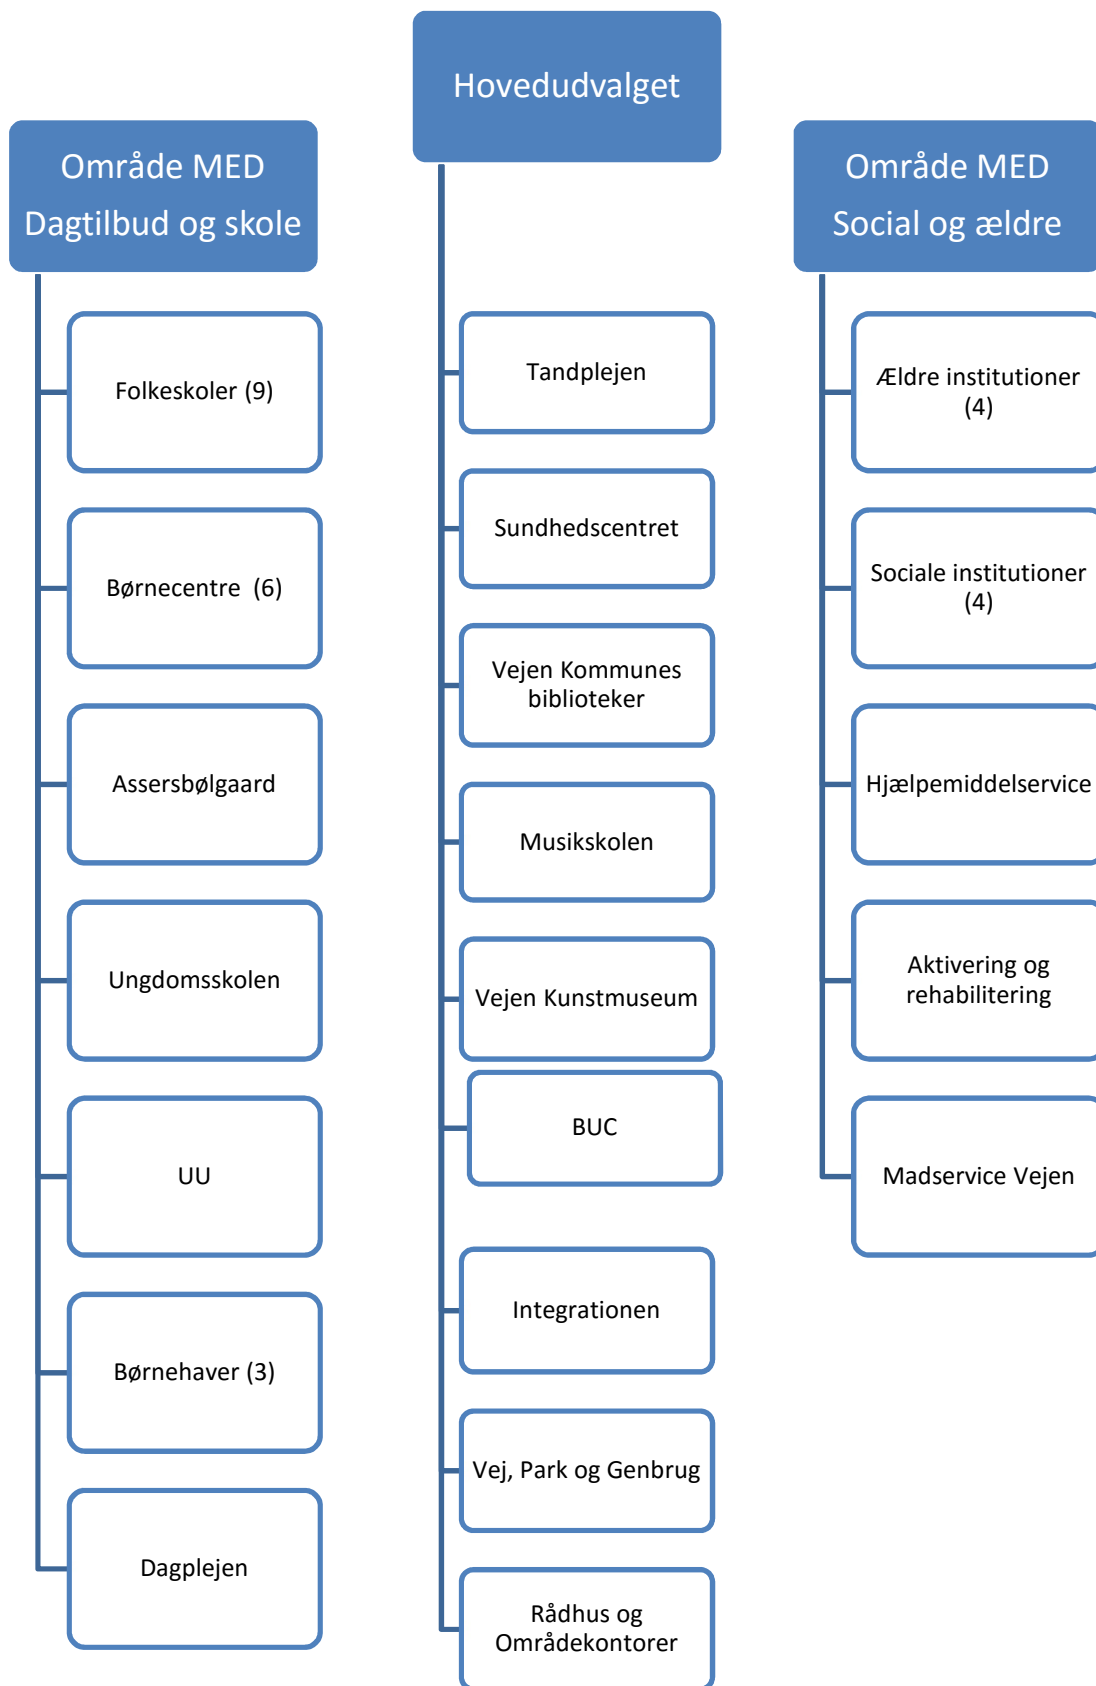 Hovedudvalget
Område MED
Dagtilbud og skole
Folkeskoler (9)
Børnecentre  (6)
Assersbølgaard
Ungdomsskolen
UU
Børnehaver (3)
Dagplejen
Tandplejen
Sundhedscentret
Vejen Kommunes
biblioteker
Musikskolen
Vejen Kunstmuseum
BUC
Integrationen
Vej, Park og Genbrug
Rådhus og
Områdekontorer
Område MED
Social og ældre
Ældre institutioner
(4)
Sociale institutioner
(4)
Hjælpemiddelservice
Aktivering og
rehabilitering
Madservice Vejen